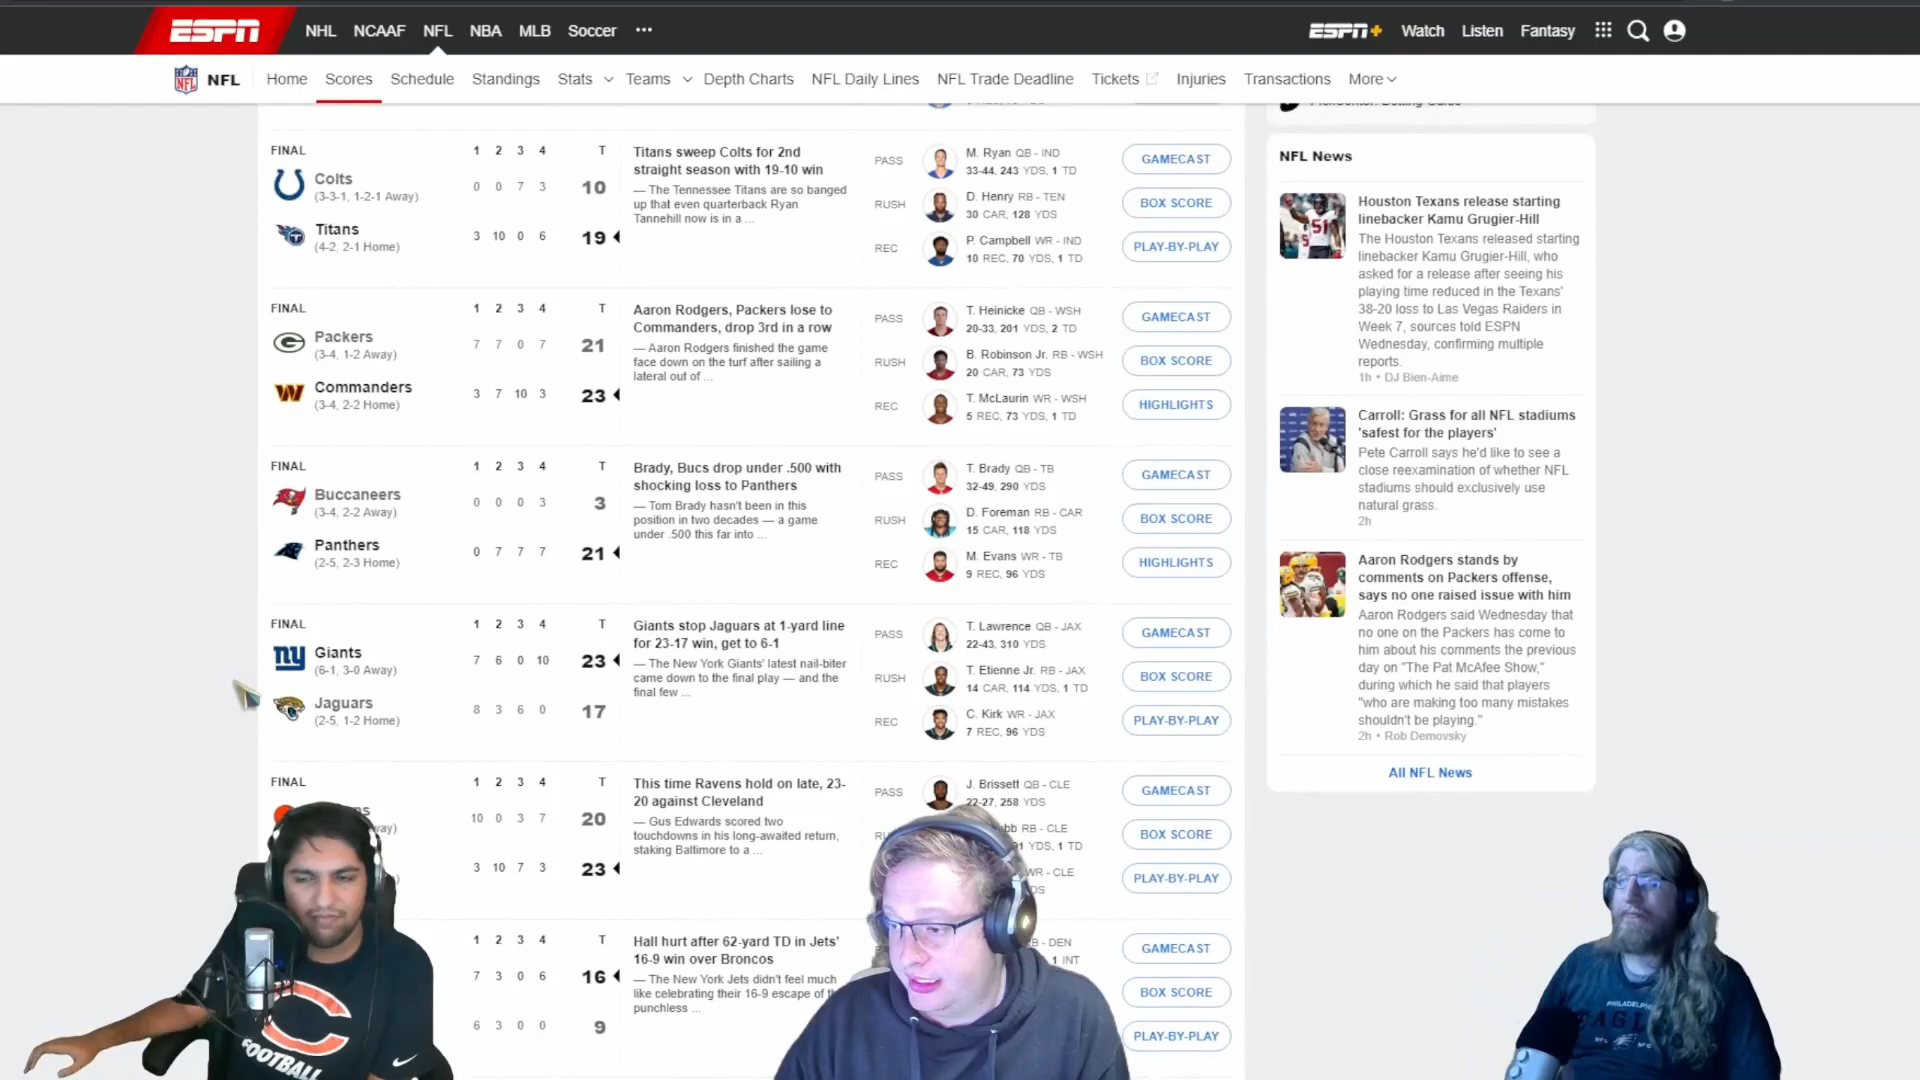 ESPN NHL NCAAF NFL NBA MLB Soccer ESPN+ Watch Listen Fantasy
NFL Home Scores Schedule Standings Stats Teams Depth Charts NFL Daily Lines NFL Trade Deadline Tickets Injuries Transactions More
FINAL 1 2 3 4 T
Colts
(3-3-1, 1-2-1 Away)
0 0 7 3 10
Titans
(4-2, 2-1 Home)
3 10 0 6 19
Titans sweep Colts for 2nd
straight season with 19-10 win
— The Tennessee Titans are so banged
up that even quarterback Ryan
Tannehill now is in a ...
PASS M. Ryan QB - IND
33-44, 243 YDS, 1 TD
RUSH D. Henry RB - TEN
30 CAR, 128 YDS
REC P. Campbell WR - IND
10 REC, 70 YDS, 1 TD
GAMECAST
BOX SCORE
PLAY-BY-PLAY
FINAL 1 2 3 4 T
Packers
(3-4, 1-2 Away)
7 7 0 7 21
Commanders
(3-4, 2-2 Home)
3 7 10 3 23
Aaron Rodgers, Packers lose to
Commanders, drop 3rd in a row
— Aaron Rodgers finished the game
face down on the turf after sailing a
lateral out of ...
PASS T. Heinicke QB - WSH
20-33, 201 YDS, 2 TD
RUSH B. Robinson Jr. RB - WSH
20 CAR, 73 YDS
REC T. McLaurin WR - WSH
5 REC, 73 YDS, 1 TD
GAMECAST
BOX SCORE
HIGHLIGHTS
FINAL 1 2 3 4 T
Buccaneers
(3-4, 2-2 Away)
0 0 0 3 3
Panthers
(2-5, 2-3 Home)
0 7 7 7 21
Brady, Bucs drop under .500 with
shocking loss to Panthers
— Tom Brady hasn't been in this
position in two decades — a game
under .500 this far into ...
PASS T. Brady QB - TB
32-49, 290 YDS
RUSH D. Foreman RB - CAR
15 CAR, 118 YDS
REC M. Evans WR - TB
9 REC, 96 YDS
GAMECAST
BOX SCORE
HIGHLIGHTS
FINAL 1 2 3 4 T
Giants
(6-1, 3-0 Away)
7 6 0 10 23
Jaguars
(2-5, 1-2 Home)
8 3 6 0 17
Giants stop Jaguars at 1-yard line
for 23-17 win, get to 6-1
— The New York Giants' latest nail-biter
came down to the final play — and the
final few ...
PASS T. Lawrence QB - JAX
22-43, 310 YDS
RUSH T. Etienne Jr. RB - JAX
14 CAR, 114 YDS, 1 TD
REC C. Kirk WR - JAX
7 REC, 96 YDS
GAMECAST
BOX SCORE
PLAY-BY-PLAY
FINAL 1 2 3 4 T
10 0 3 7 20
3 10 7 3 23
This time Ravens hold on late, 23-
20 against Cleveland
— Gus Edwards scored two
touchdowns in his long-awaited return,
staking Baltimore to a ...
PASS J. Brissett QB - CLE
22-27, 258 YDS
RB - CLE
YDS, 1 TD
WR - CLE
GAMECAST
BOX SCORE
PLAY-BY-PLAY
1 2 3 4 T
7 3 0 6 16
6 3 0 0 9
Hall hurt after 62-yard TD in Jets'
16-9 win over Broncos
— The New York Jets didn't feel much
like celebrating their 16-9 escape of
punchless ...
- DEN
1 INT
GAMECAST
BOX SCORE
PLAY-BY-PLAY
NFL News
Houston Texans release starting
linebacker Kamu Grugier-Hill
The Houston Texans released starting
linebacker Kamu Grugier-Hill, who
asked for a release after seeing his
playing time reduced in the Texans'
38-20 loss to Las Vegas Raiders in
Week 7, sources told ESPN
Wednesday, confirming multiple
reports.
1h • DJ Bien-Aime
Carroll: Grass for all NFL stadiums
'safest for the players'
Pete Carroll says he'd like to see a
close reexamination of whether NFL
stadiums should exclusively use
natural grass.
2h
Aaron Rodgers stands by
comments on Packers offense,
says no one raised issue with him
Aaron Rodgers said Wednesday that
no one on the Packers has come to
him about his comments the previous
day on "The Pat McAfee Show,"
during which he said that players
"who are making too many mistakes
shouldn't be playing."
2h • Rob Demovsky
All NFL News
FOOTBALL